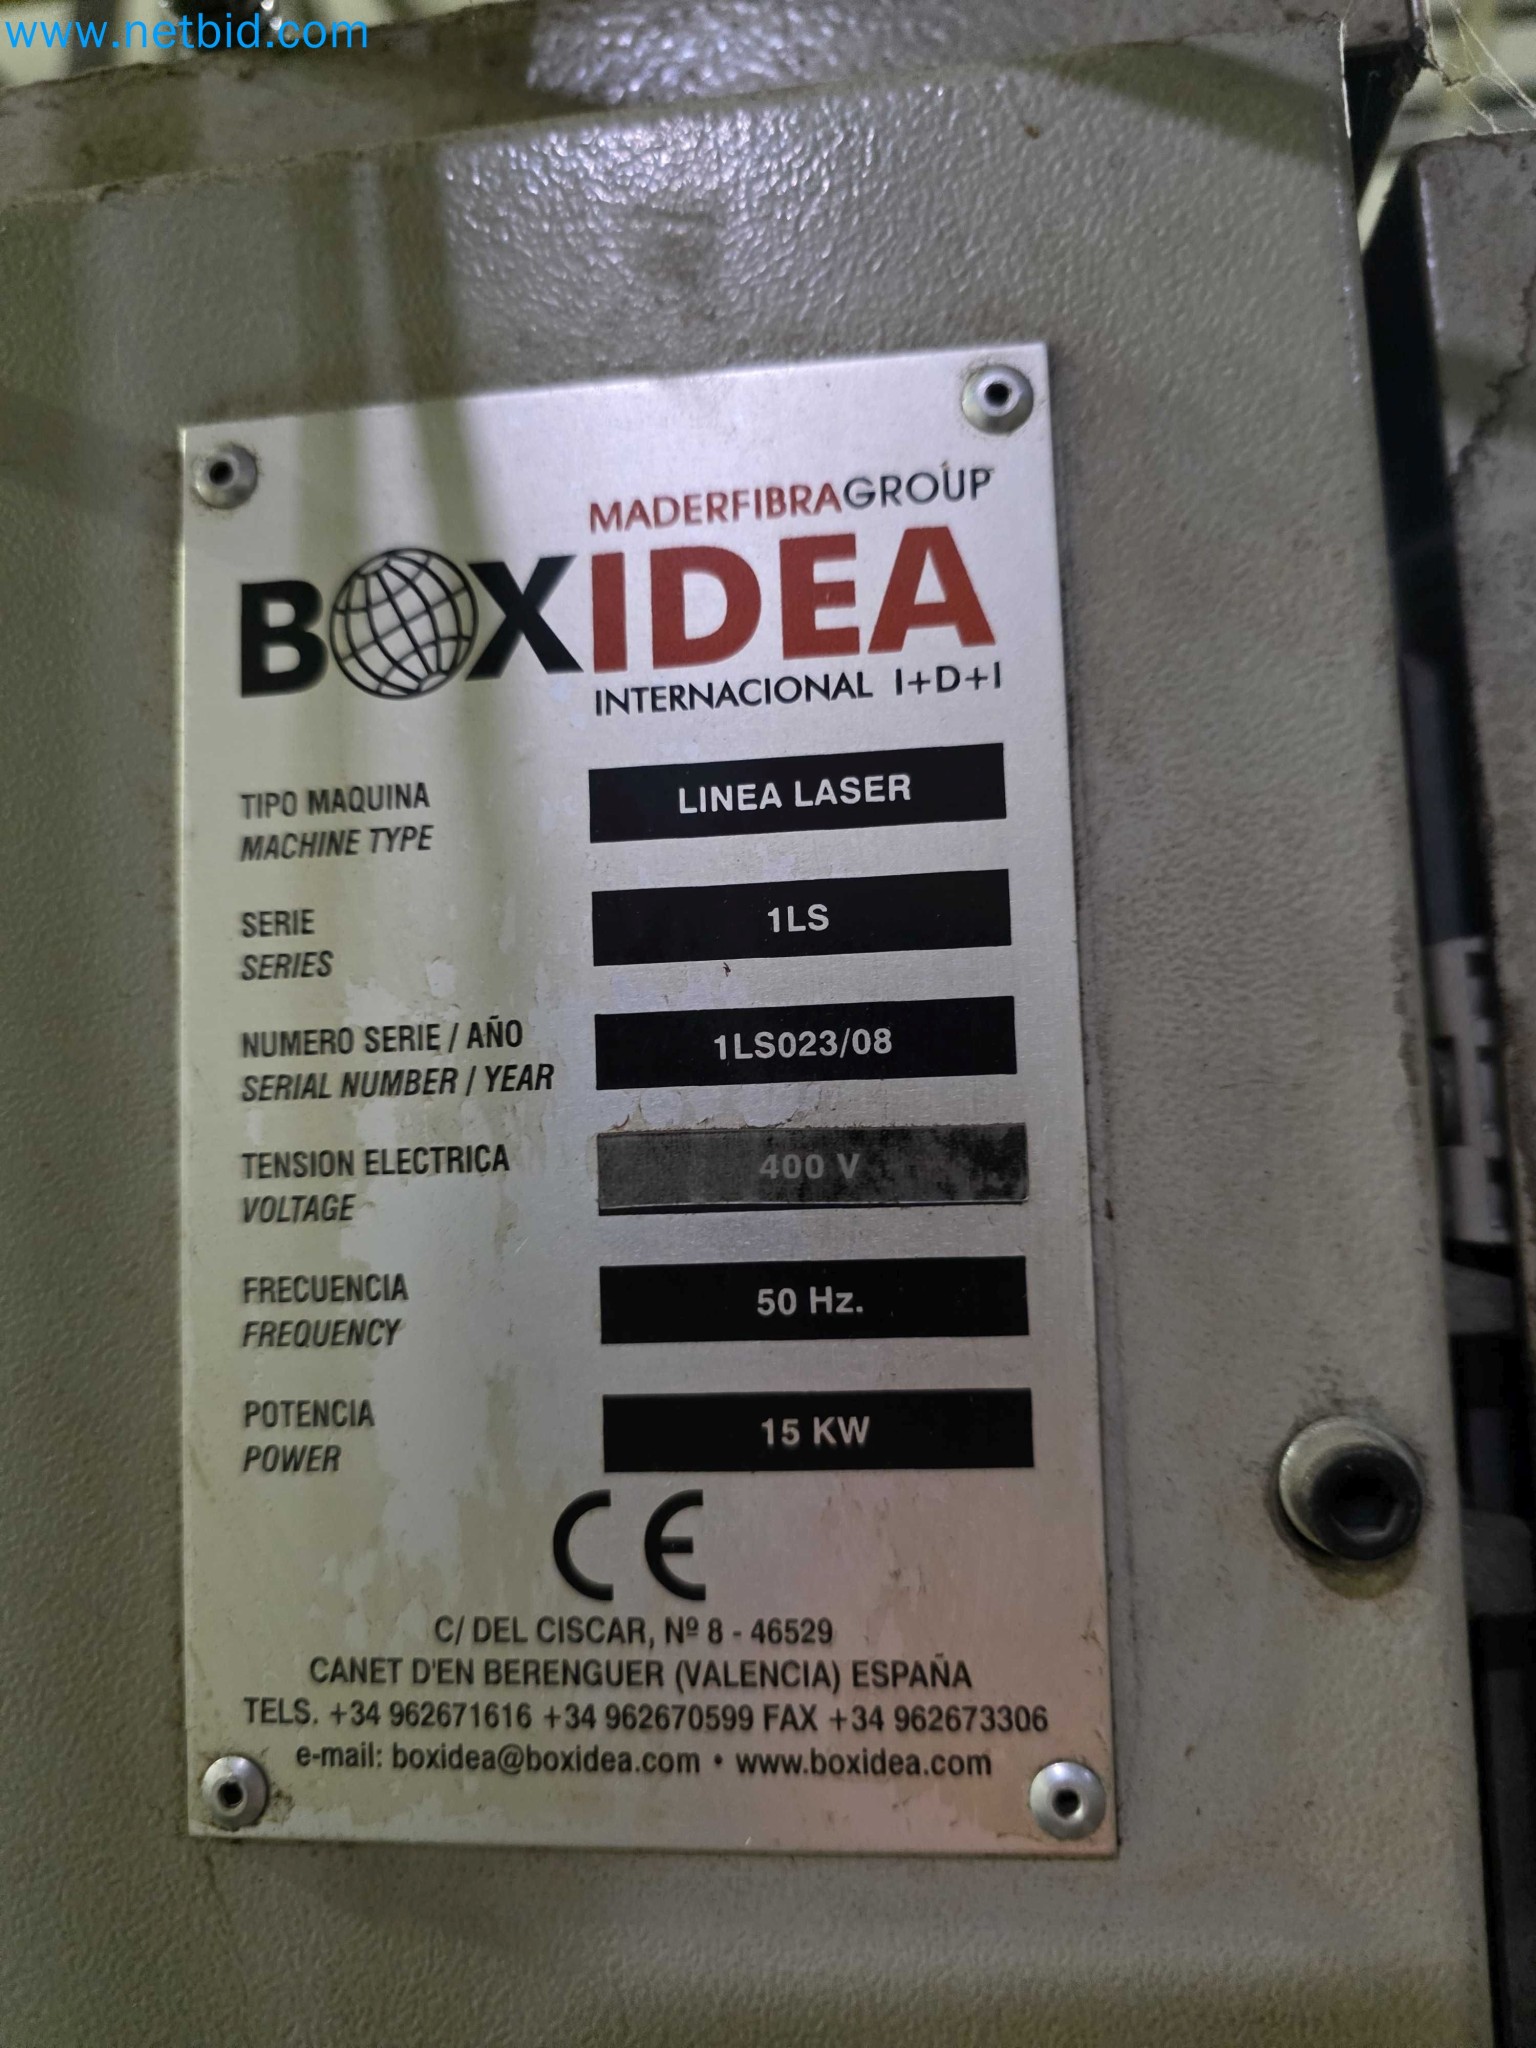 www.netbid.com
MADERFIBRAGROUP
BOXIDEA
INTERNACIONAL I+D+I
TIPO MAQUINA
MACHINE TYPE
LINEA LASER
SERIE
SERIES
1LS
NUMERO SERIE / AÑO
SERIAL NUMBER / YEAR
1LS023/08
TENSION ELECTRICA
VOLTAGE
400 V
FRECUENCIA
FREQUENCY
50 Hz.
POTENCIA
POWER
15 KW
CE
C/ DEL CISCAR, Nº 8 - 46529
CANET D'EN BERENGUER (VALENCIA) ESPAÑA
TELS. +34 962671616 +34 962670599 FAX +34 962673306
e-mail: boxidea@boxidea.com • www.boxidea.com